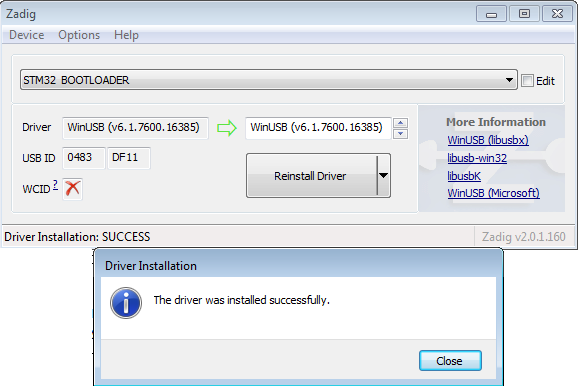 Zadig
Device Options Help
STM32 BOOTLOADER
Edit
Driver WinUSB (v6.1.7600.16385) WinUSB (v6.1.7600.16385)
More Information
WinUSB (libusbx)
USB ID 0483 DF11
libusb-win32
Reinstall Driver
libusbK
WCID ?
WinUSB (Microsoft)
Driver Installation: SUCCESS
Zadig v2.0.1.160
Driver Installation
The driver was installed successfully.
Close